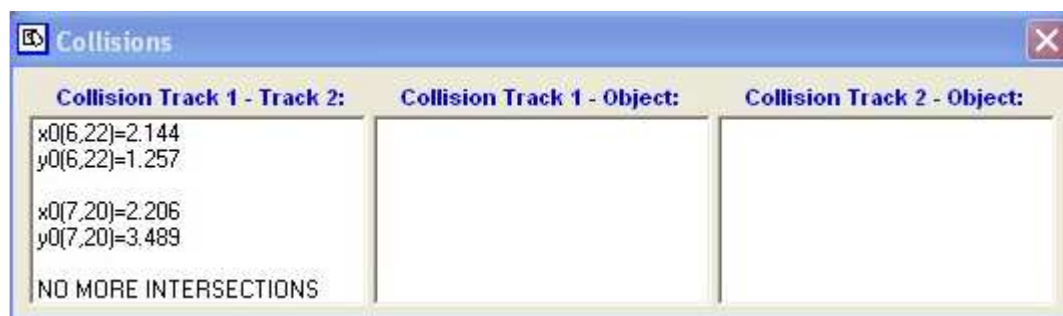 Collisions
Collision Track 1 - Track 2:
Collision Track 1 - Object:
Collision Track 2 - Object:
x0(6,22)=2.144
y0(6,22)=1.257
x0(7,20)=2.206
y0(7,20)=3.489
NO MORE INTERSECTIONS